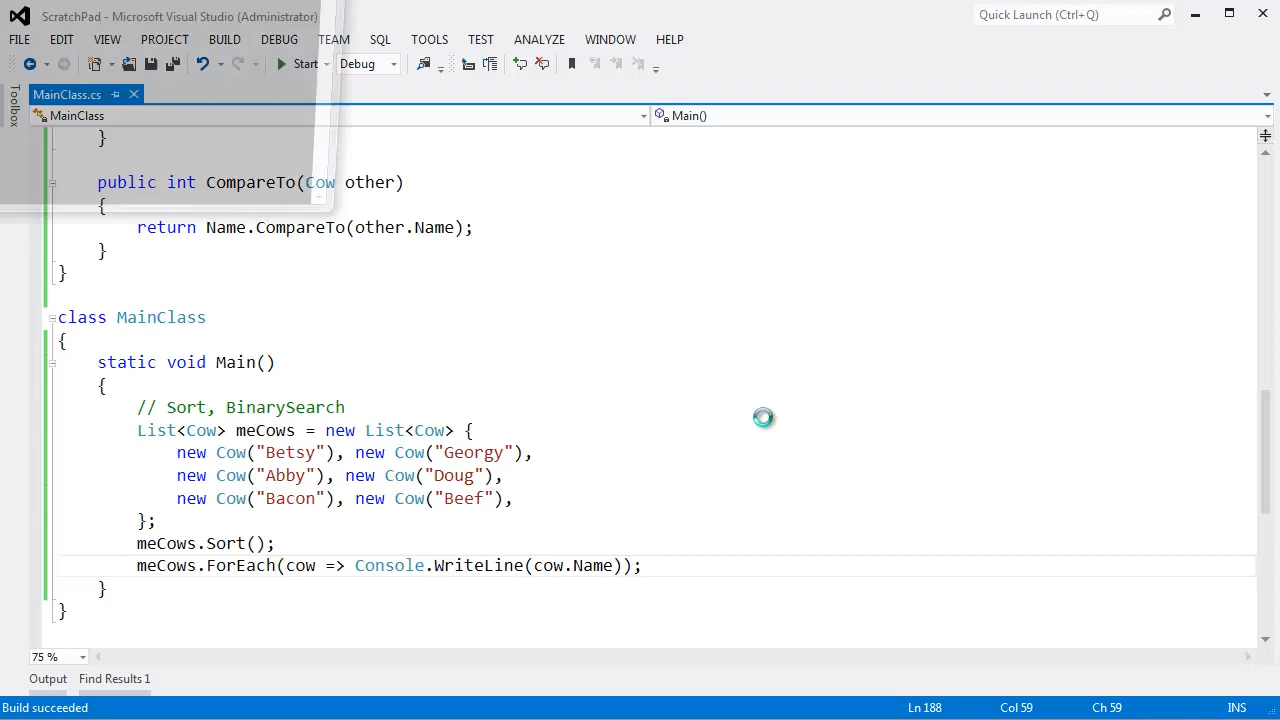 ScratchPad - Microsoft Visual Studio (Administrator)
Quick Launch (Ctrl+Q)
FILE EDIT VIEW PROJECT BUILD DEBUG TEAM SQL TOOLS TEST ANALYZE WINDOW HELP
Start Debug
Toolbox
MainClass.cs
MainClass
Main()
}
public int CompareTo(Cow other)
{
return Name.CompareTo(other.Name);
}
}
class MainClass
{
static void Main()
{
// Sort, BinarySearch
List<Cow> meCows = new List<Cow> {
new Cow("Betsy"), new Cow("Georgy"),
new Cow("Abby"), new Cow("Doug"),
new Cow("Bacon"), new Cow("Beef"),
};
meCows.Sort();
meCows.ForEach(cow => Console.WriteLine(cow.Name));
}
}
75 %
Output Find Results 1
Build succeeded Ln 188 Col 59 Ch 59 INS